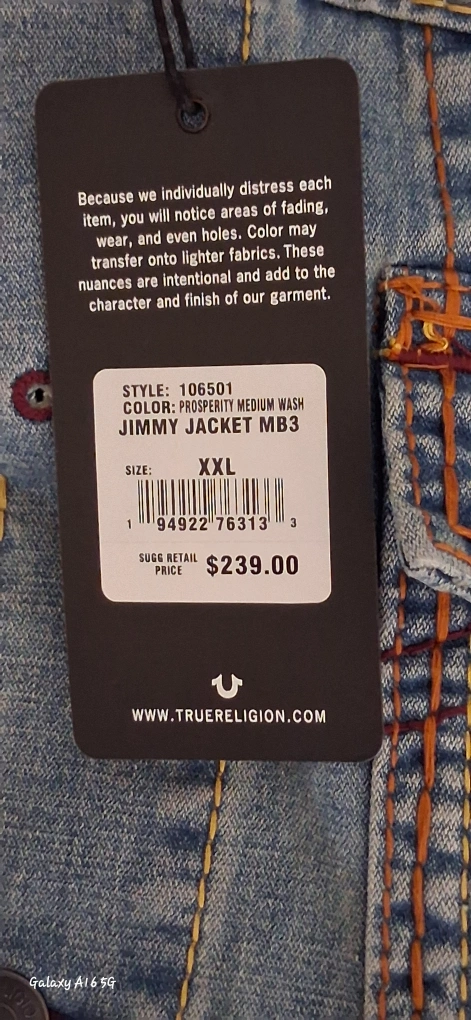 Because we individually distress each
item, you will notice areas of fading,
wear, and even holes. Color may
transfer onto lighter fabrics. These
nuances are intentional and add to the
character and finish of our garment.
STYLE: 106501
COLOR: PROSPERITY MEDIUM WASH
JIMMY JACKET MB3
SIZE: XXL
1 94922 76313 3
SUGG RETAIL
PRICE $239.00
WWW.TRUERELIGION.COM
Galaxy A16 5G